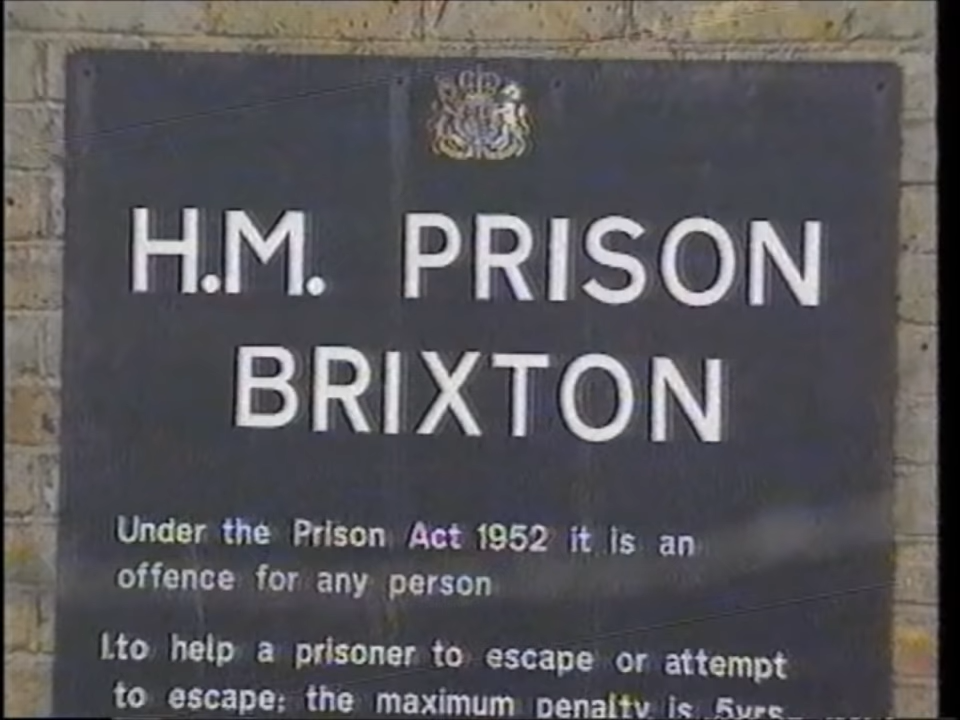 H.M. PRISON
BRIXTON
Under the Prison Act 1952 it is an
offence for any person
1.to help a prisoner to escape or attempt
to escape; the maximum penalty is 5yrs